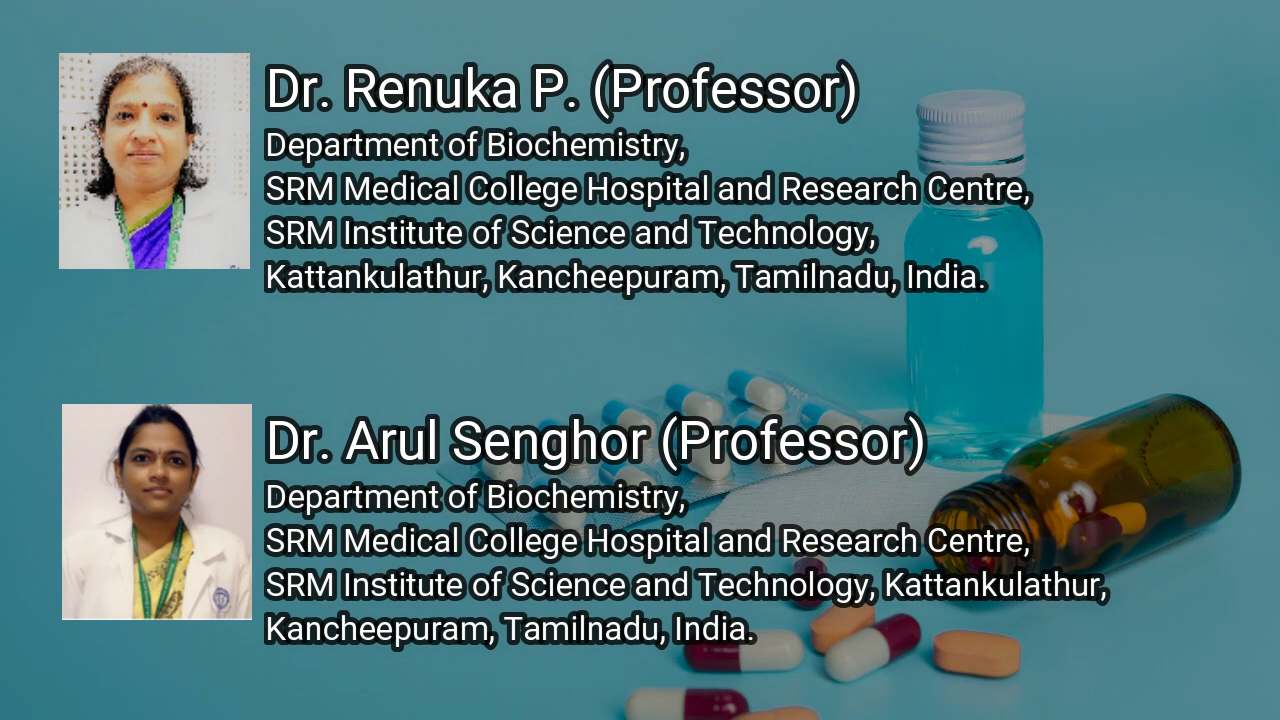 Dr. Renuka P. (Professor)
Department of Biochemistry,
SRM Medical College Hospital and Research Centre,
SRM Institute of Science and Technology,
Kattankulathur, Kancheepuram, Tamilnadu, India.
Dr. Arul Senghor (Professor)
Department of Biochemistry,
SRM Medical College Hospital and Research Centre,
SRM Institute of Science and Technology, Kattankulathur,
Kancheepuram, Tamilnadu, India.